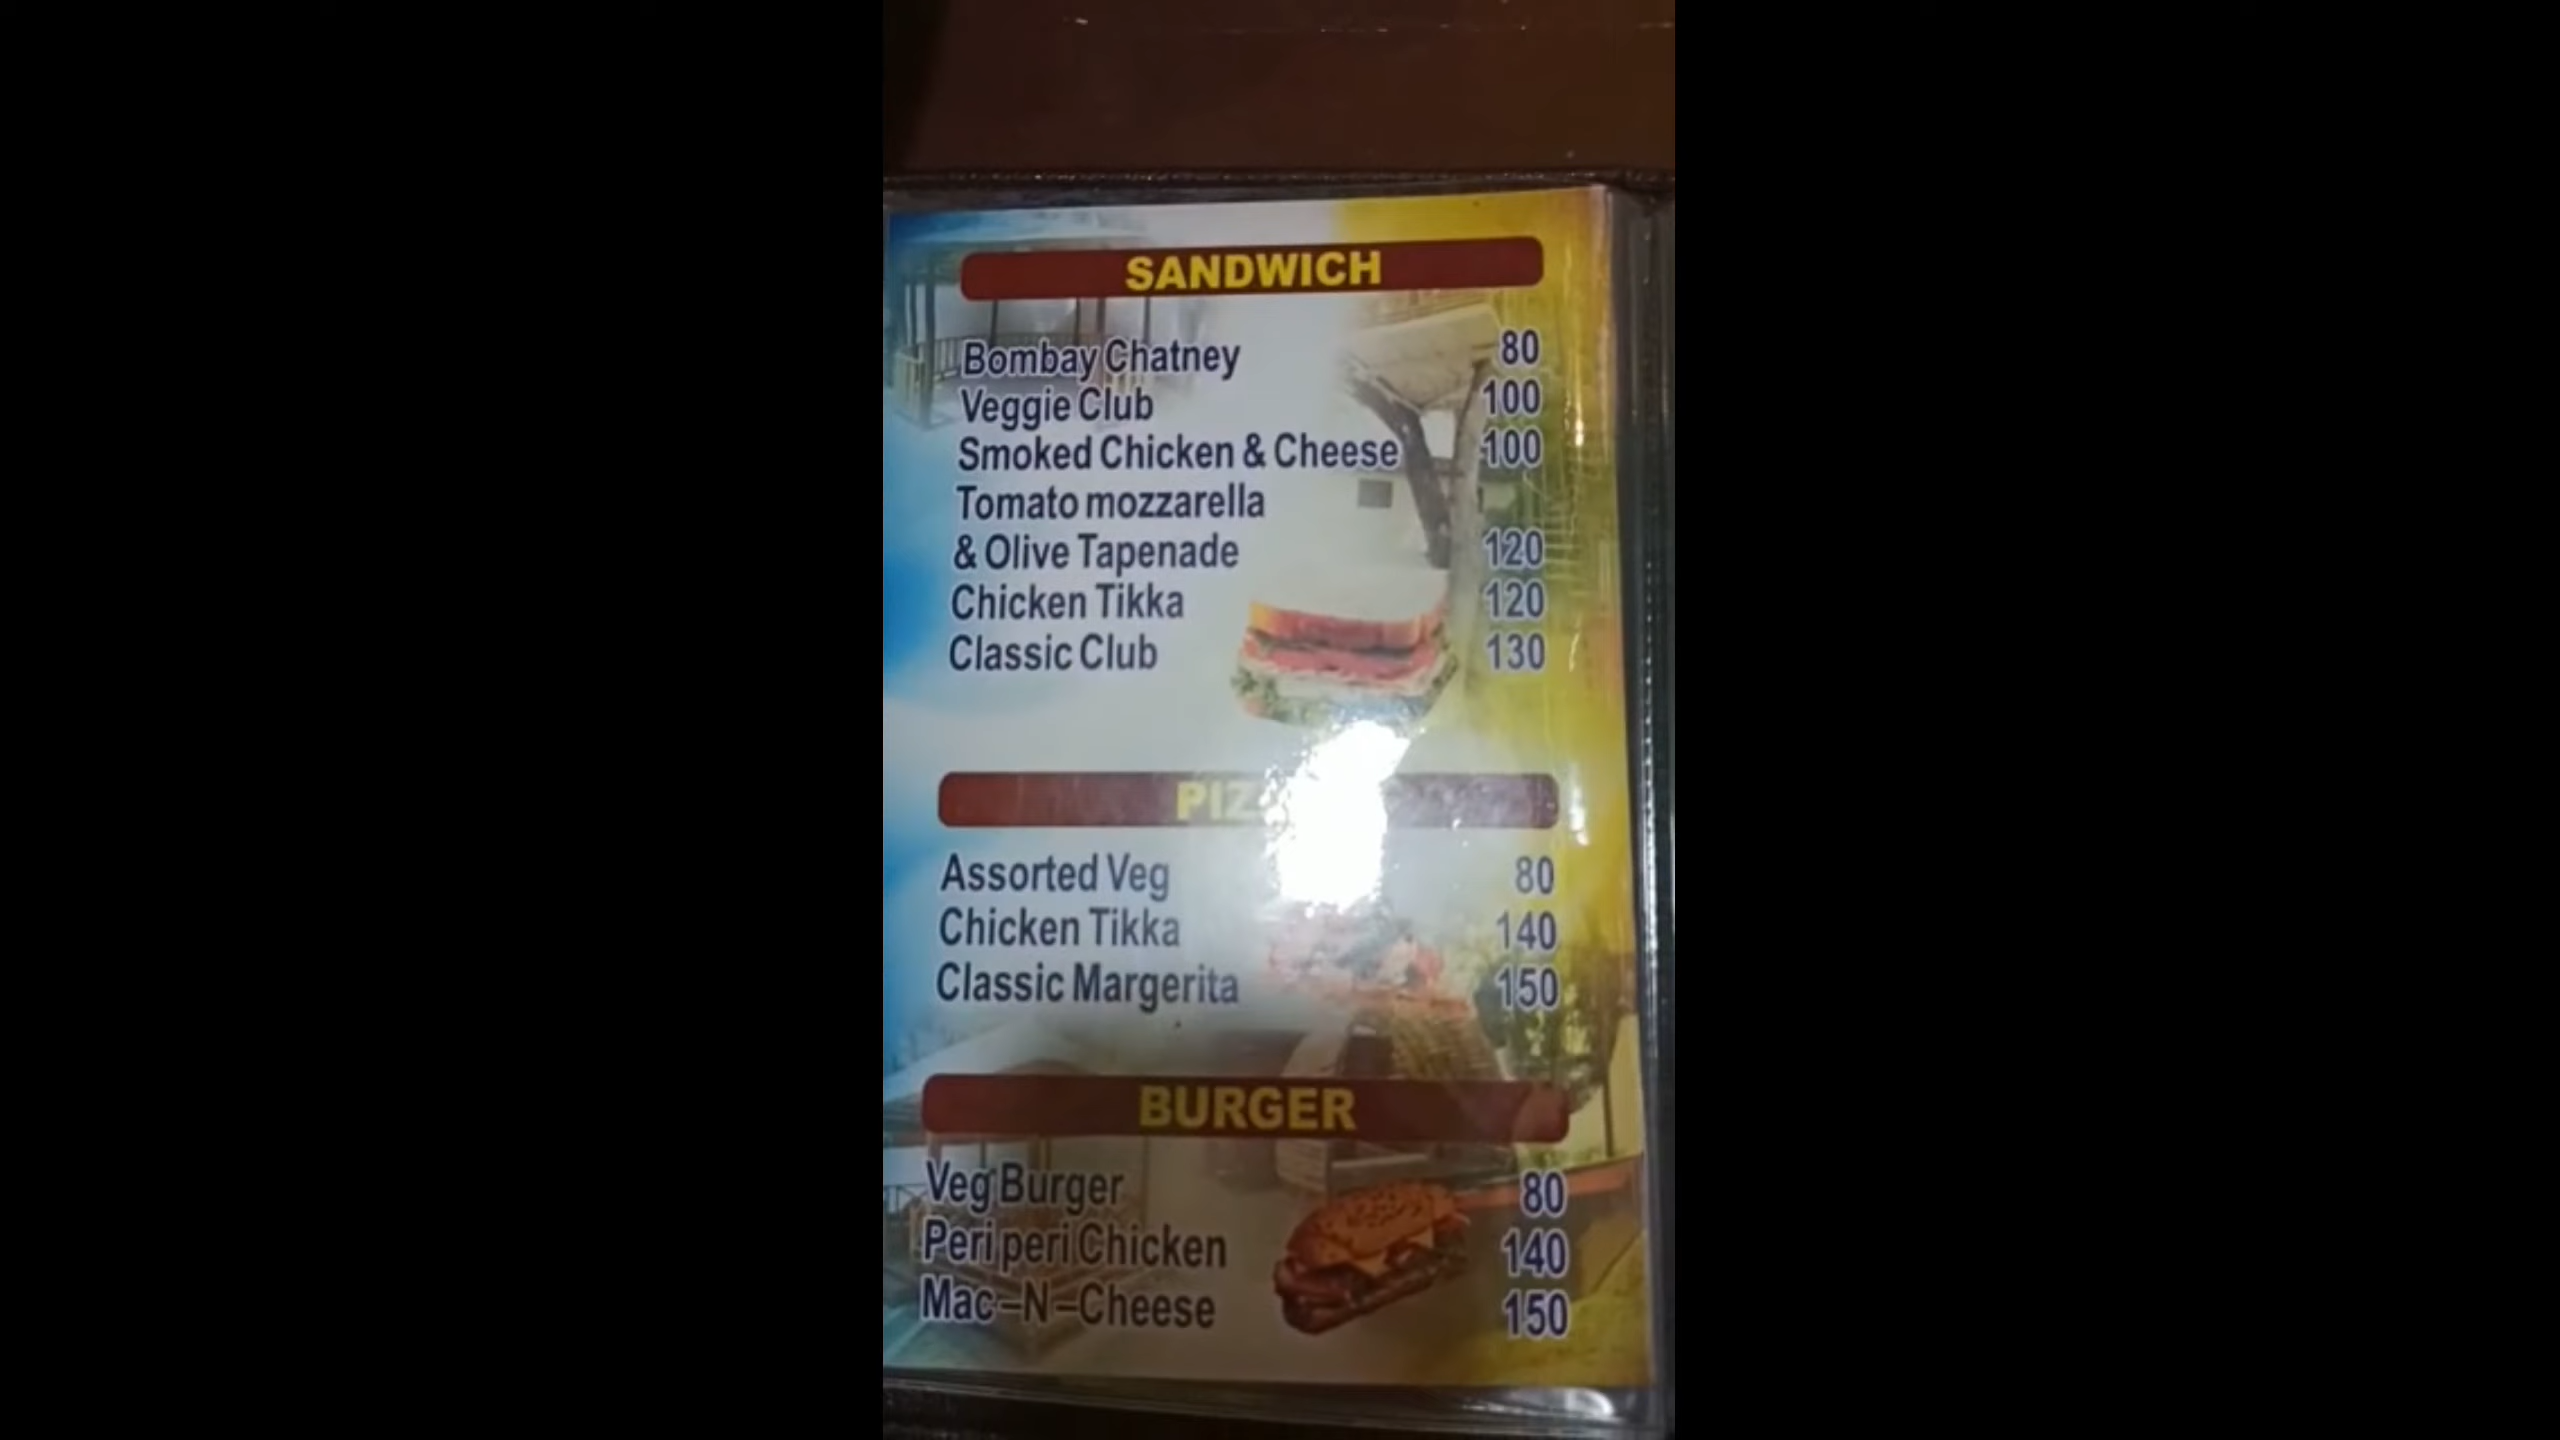 SANDWICH
Bombay Chatney 80
Veggie Club 100
Smoked Chicken & Cheese 100
Tomato mozzarella
& Olive Tapenade 120
Chicken Tikka 120
Classic Club 130
Assorted Veg 80
Chicken Tikka 140
Classic Margerita 150
BURGER
Veg Burger 80
Peri peri Chicken 140
Mac–N–Cheese 150